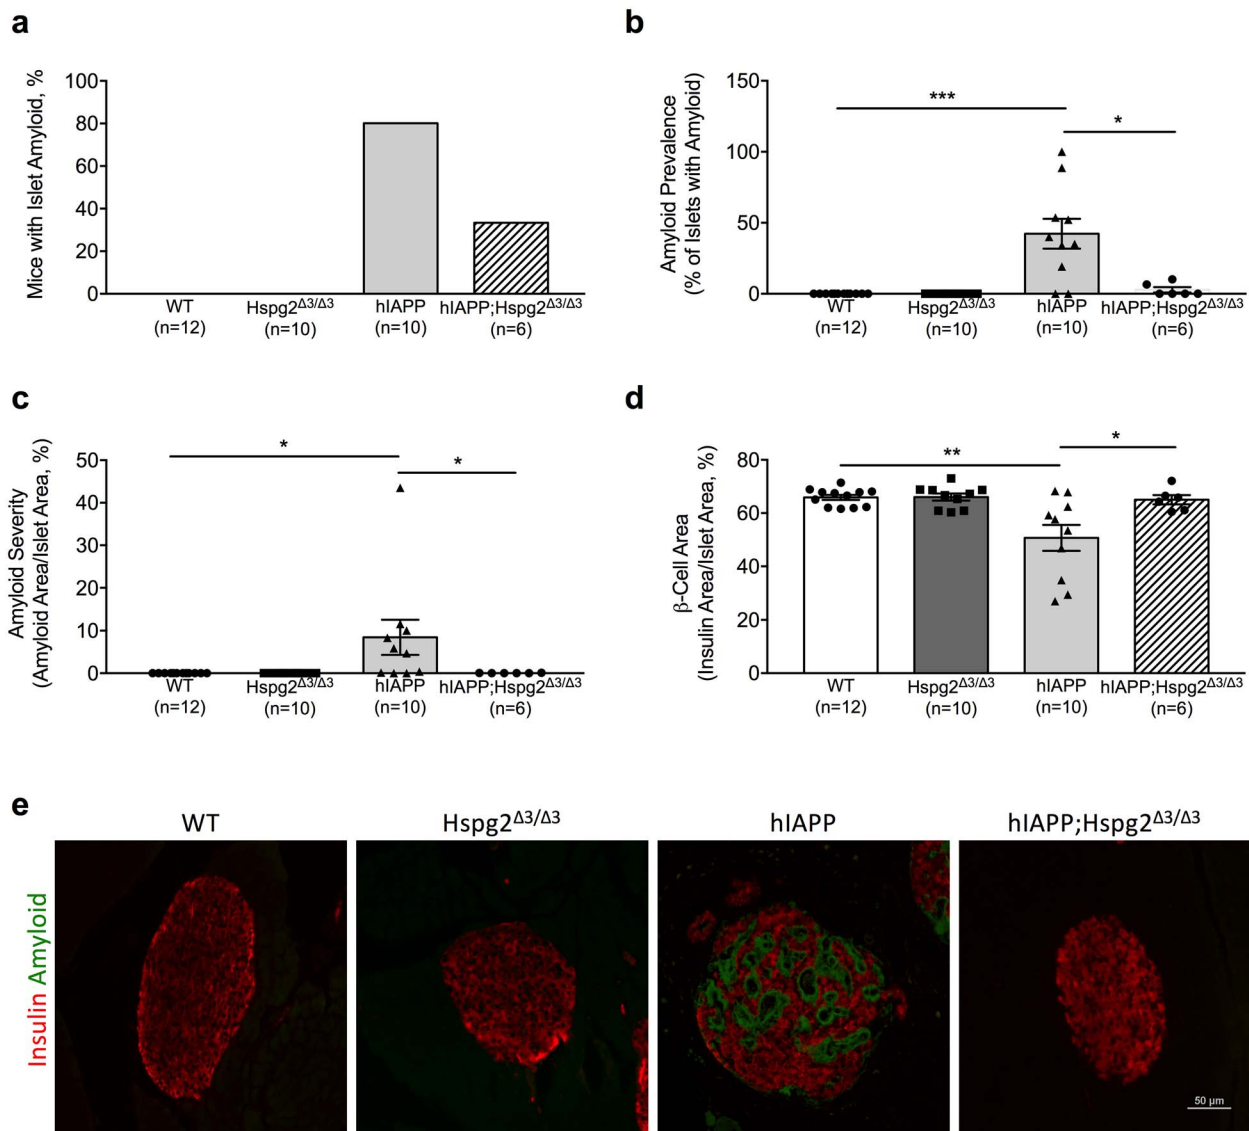 a
Mice with Islet Amyloid, %
100
80
60
40
20
0
WT
(n=12)
Hspg2Δ3/Δ3
(n=10)
hIAPP
(n=10)
hIAPP;Hspg2Δ3/Δ3
(n=6)
b
Amyloid Prevalence
(% of Islets with Amyloid)
150
100
50
0
***
*
WT
(n=12)
Hspg2Δ3/Δ3
(n=10)
hIAPP
(n=10)
hIAPP;Hspg2Δ3/Δ3
(n=6)
c
Amyloid Severity
(Amyloid Area/Islet Area, %)
50
40
30
20
10
0
*
*
WT
(n=12)
Hspg2Δ3/Δ3
(n=10)
hIAPP
(n=10)
hIAPP;Hspg2Δ3/Δ3
(n=6)
d
β-Cell Area
(Insulin Area/Islet Area, %)
80
60
40
20
0
**
*
WT
(n=12)
Hspg2Δ3/Δ3
(n=10)
hIAPP
(n=10)
hIAPP;Hspg2Δ3/Δ3
(n=6)
e
WT
Hspg2Δ3/Δ3
hIAPP
hIAPP;Hspg2Δ3/Δ3
Insulin Amyloid
50 µm